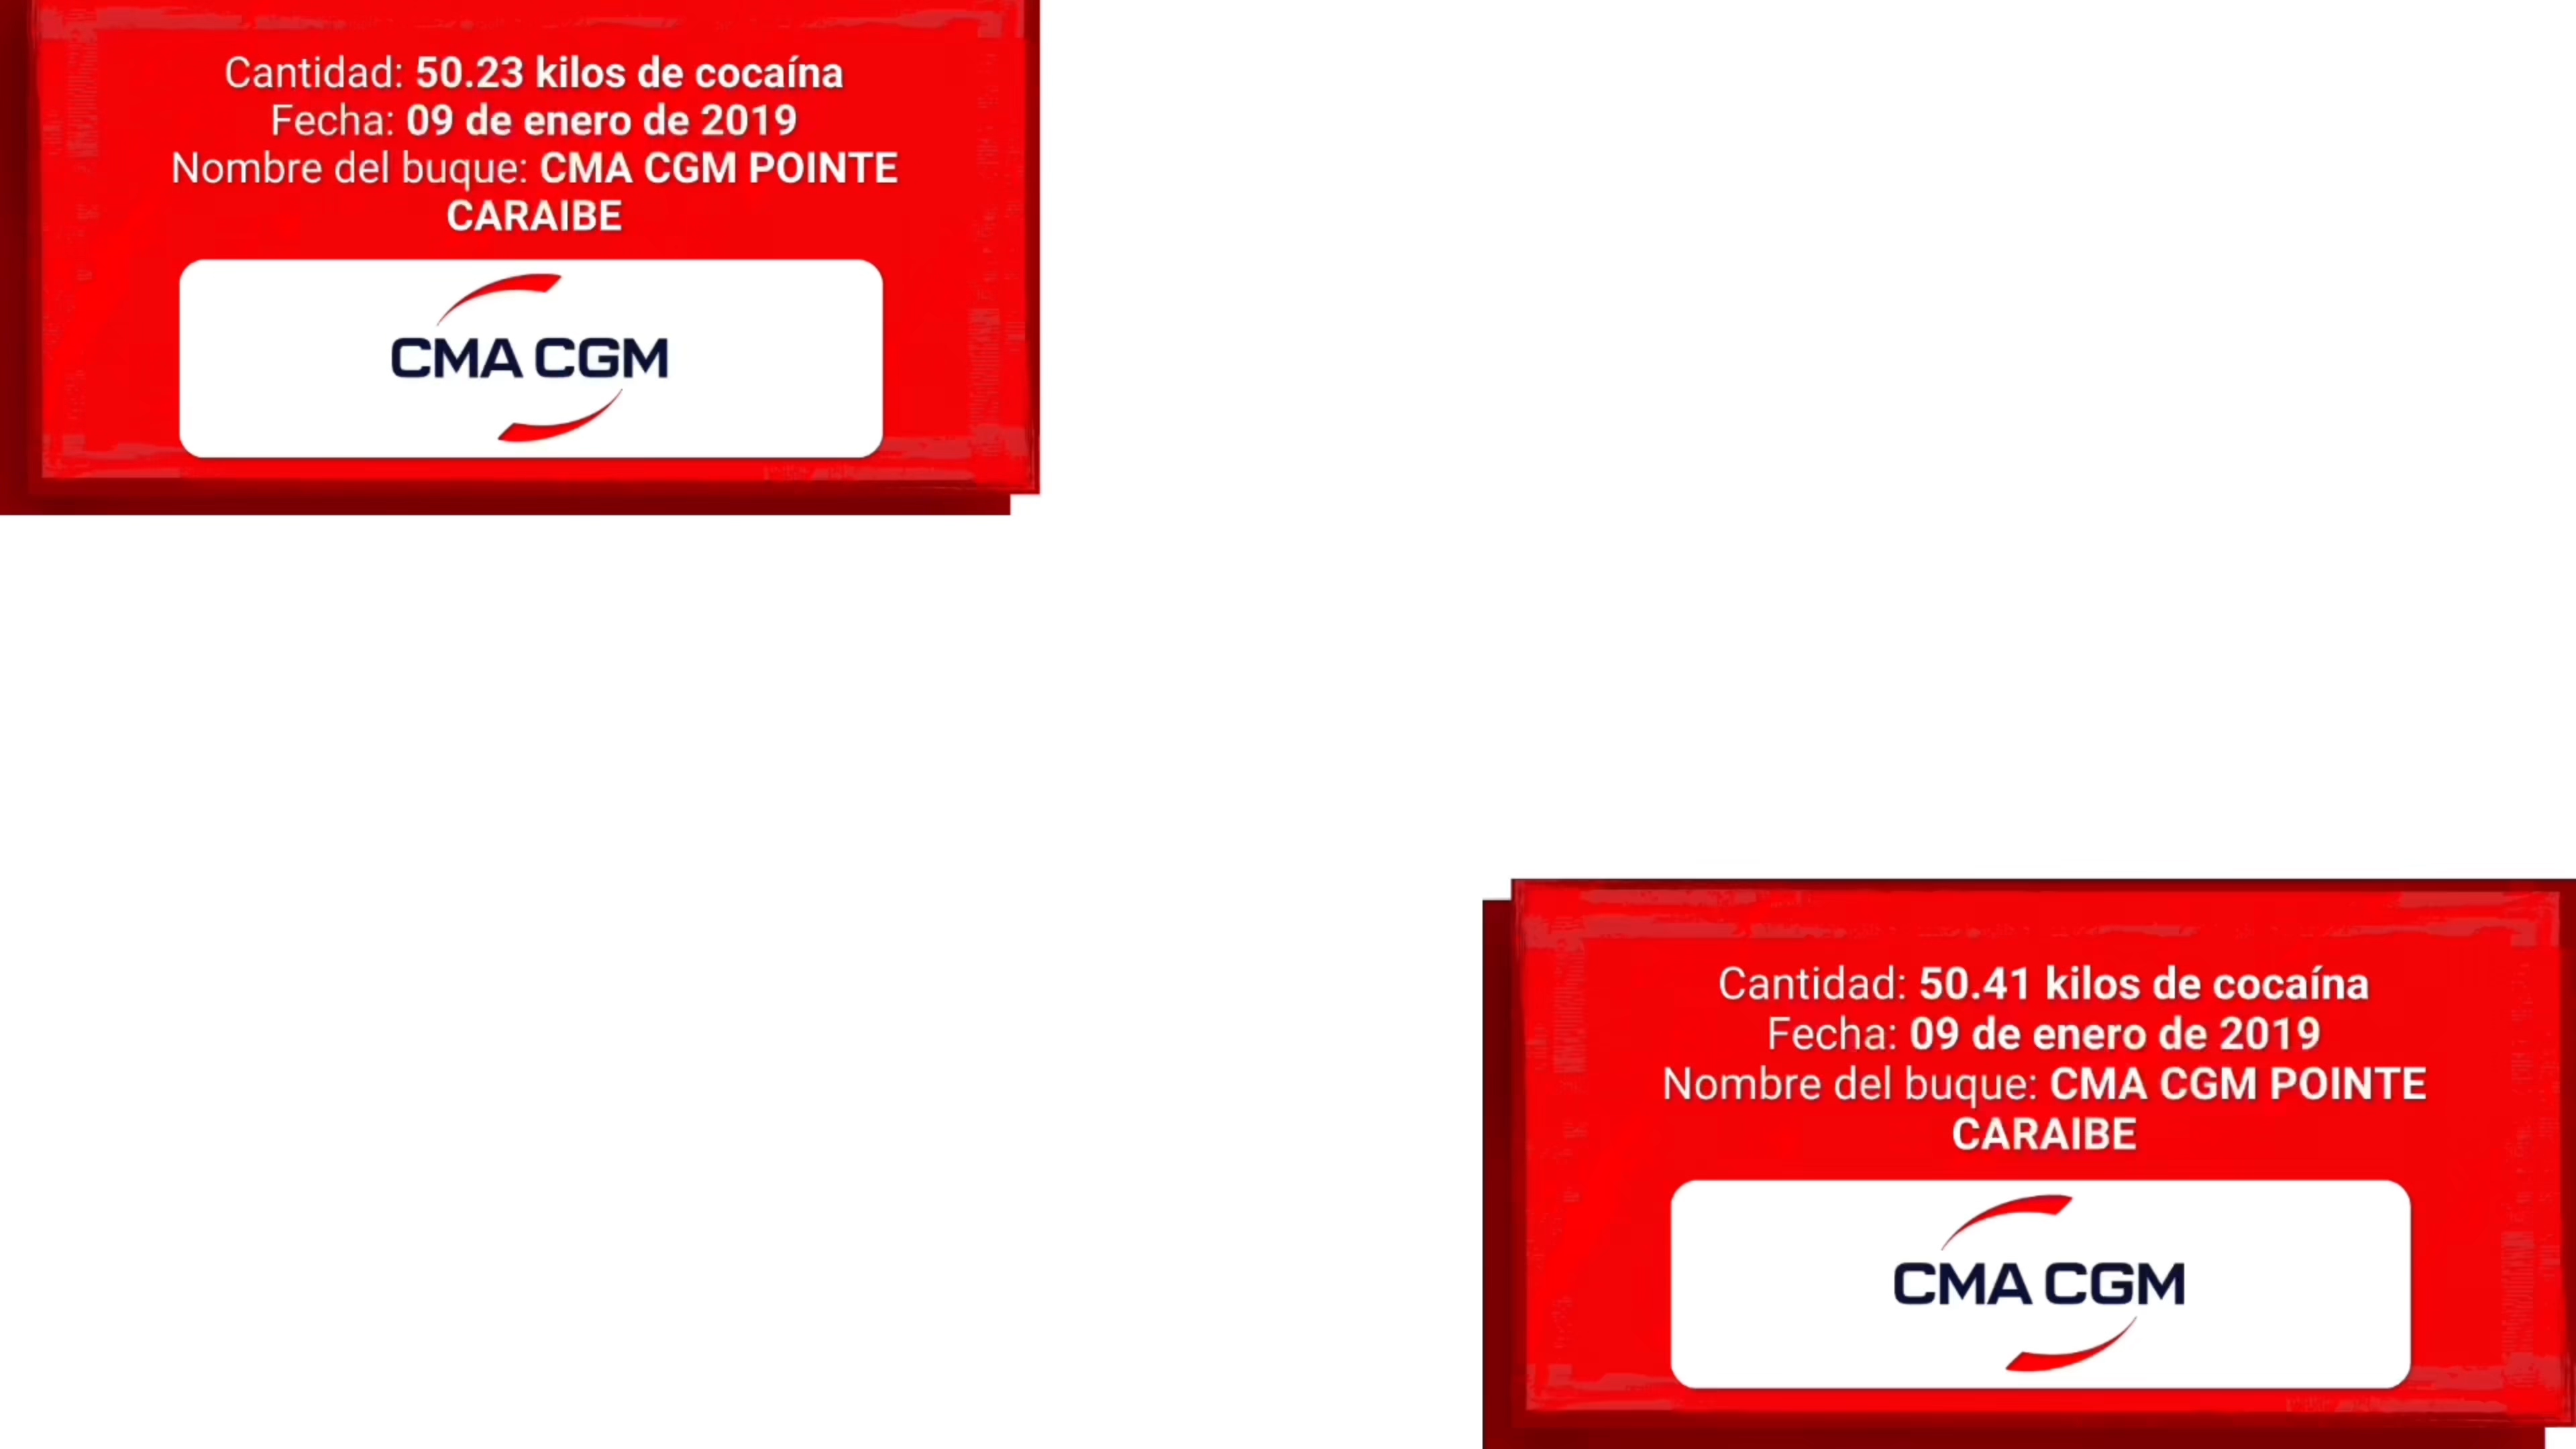 Cantidad: 50.23 kilos de cocaína
Fecha: 09 de enero de 2019
Nombre del buque: CMA CGM POINTE
CARAIBE
CMA CGM
Cantidad: 50.41 kilos de cocaína
Fecha: 09 de enero de 2019
Nombre del buque: CMA CGM POINTE
CARAIBE
CMA CGM